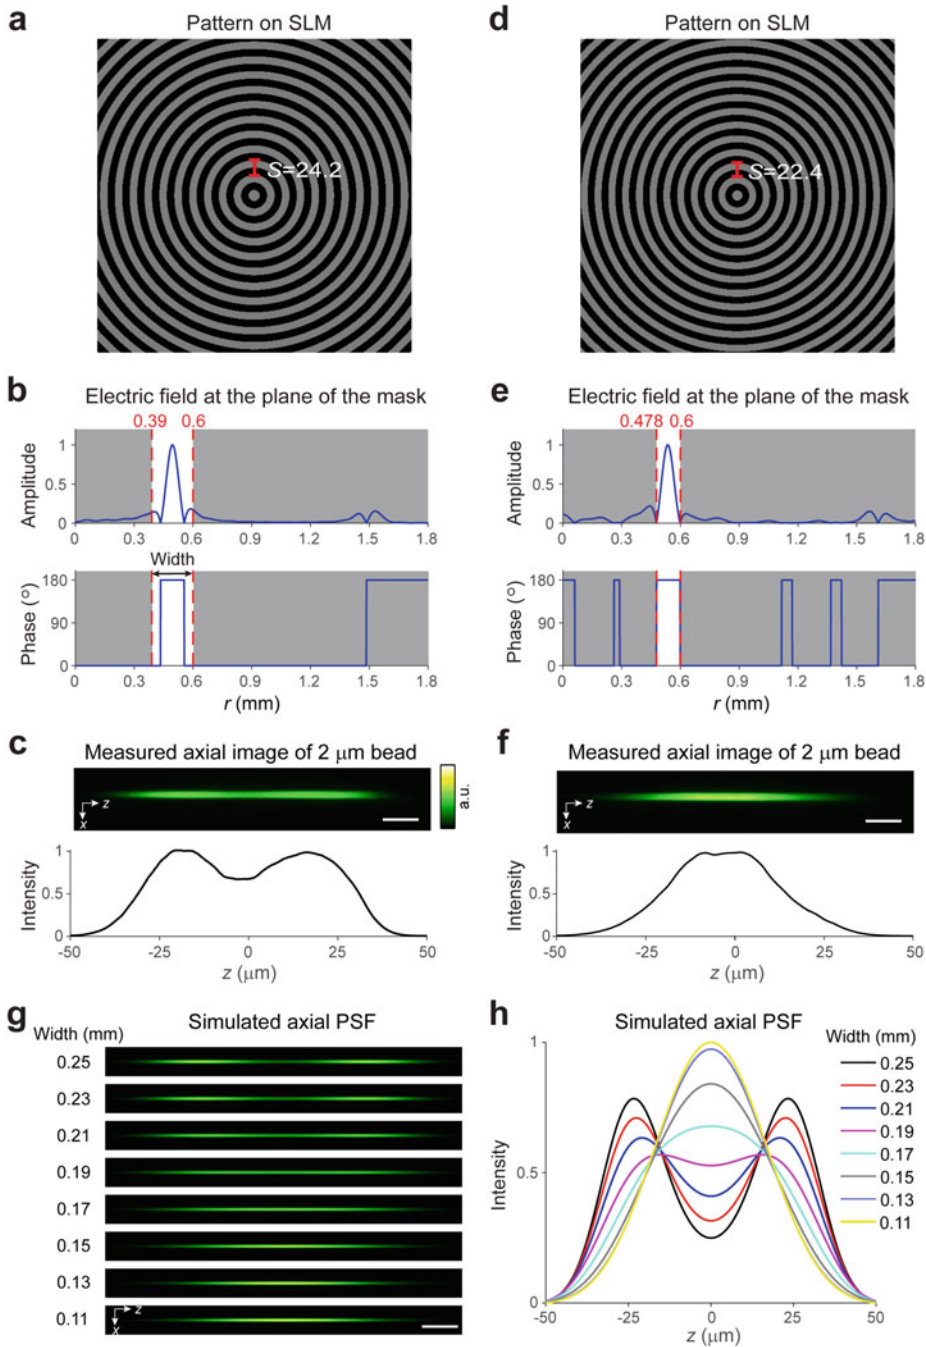 a
Pattern on SLM
S=24.2
d
Pattern on SLM
S=22.4
b
Electric field at the plane of the mask
0.39 0.6
Amplitude
1
0.5
0
0 0.3 0.6 0.9 1.2 1.5 1.8
Width
Phase (°)
180
90
0
0 0.3 0.6 0.9 1.2 1.5 1.8
r (mm)
e
Electric field at the plane of the mask
0.478 0.6
Amplitude
1
0.5
0
0 0.3 0.6 0.9 1.2 1.5 1.8
Phase (°)
180
90
0
0 0.3 0.6 0.9 1.2 1.5 1.8
r (mm)
c
Measured axial image of 2 μm bead
z
x
a.u.
Intensity
1
0.5
0
-50 -25 0 25 50
z (μm)
f
Measured axial image of 2 μm bead
z
x
Intensity
1
0.5
0
-50 -25 0 25 50
z (μm)
g
Width (mm)
Simulated axial PSF
0.25
0.23
0.21
0.19
0.17
0.15
0.13
0.11
z
x
h
Simulated axial PSF
Width (mm)
0.25
0.23
0.21
0.19
0.17
0.15
0.13
0.11
Intensity
1
0.5
0
-50 -25 0 25 50
z (μm)